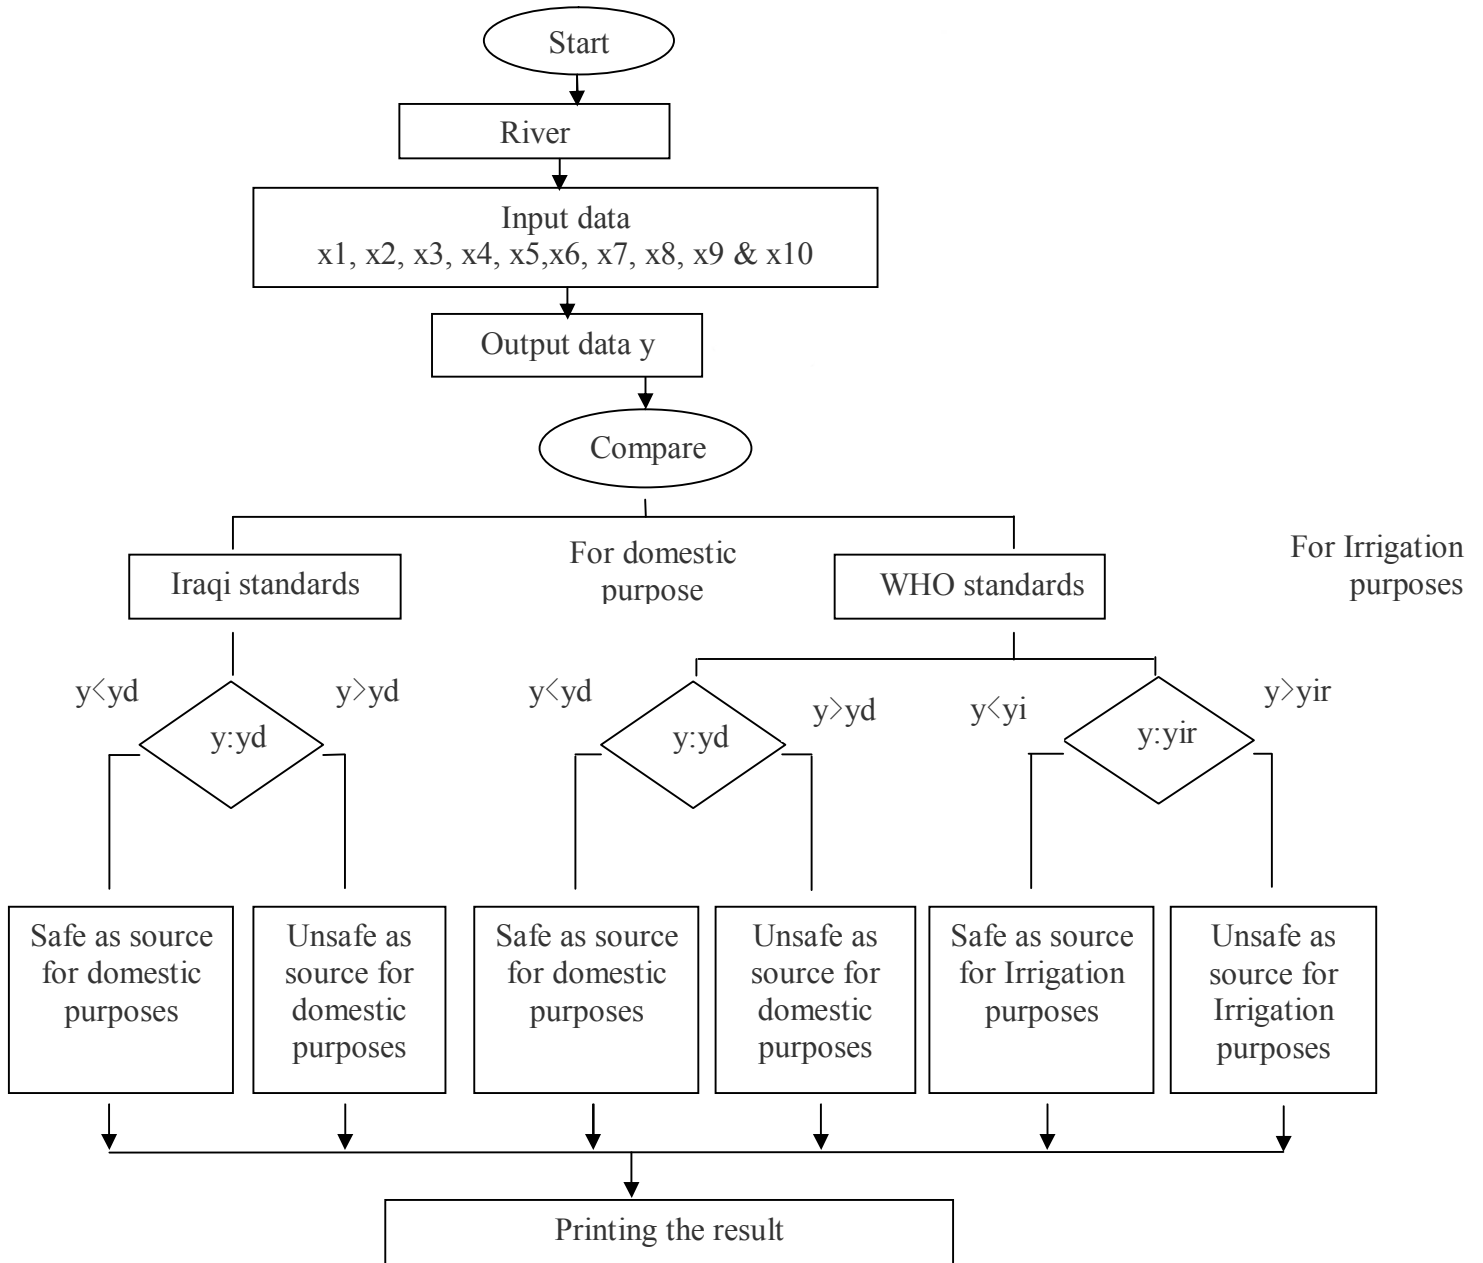 Start
River
Input data
x1, x2, x3, x4, x5,x6, x7, x8, x9 & x10
Output data y
Compare
For domestic
purpose
For Irrigation
purposes
Iraqi standards
WHO standards
y<yd
y>yd
y:yd
y<yd
y>yd
y:yd
y<yi
y>yir
y:yir
Safe as source
for domestic
purposes
Unsafe as
source for
domestic
purposes
Safe as source
for domestic
purposes
Unsafe as
source for
domestic
purposes
Safe as source
for Irrigation
purposes
Unsafe as
source for
Irrigation
purposes
Printing the result